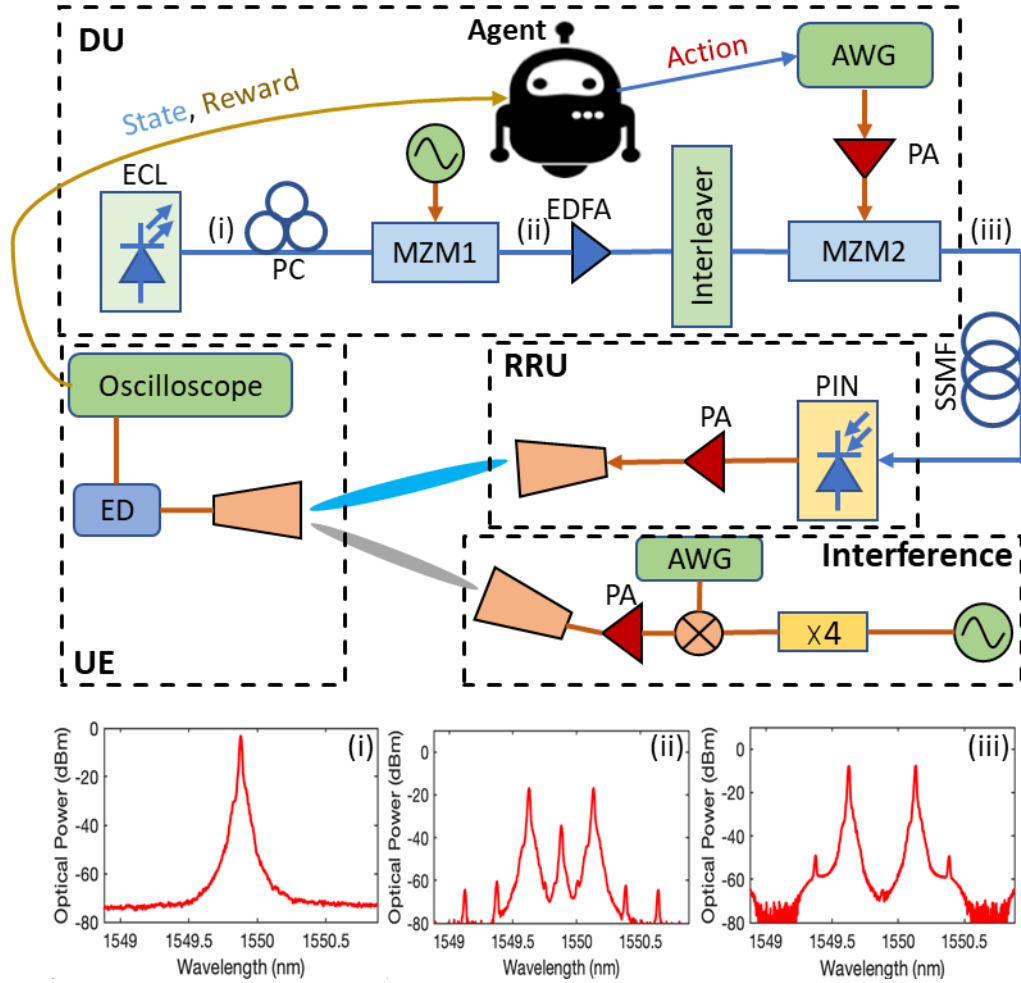 DU
Agent
Action
AWG
State, Reward
PA
ECL
(i)
PC
MZM1
(ii)
EDFA
Interleaver
MZM2
(iii)
SSMF
Oscilloscope
ED
UE
RRU
PA
PIN
Interference
AWG
PA
X4
(i)
Optical Power (dBm)
0
-20
-40
-60
-80
1549
1549.5
1550
1550.5
Wavelength (nm)
(ii)
Optical Power (dBm)
0
-20
-40
-60
-80
1549
1549.5
1550
1550.5
Wavelength (nm)
(iii)
Optical Power (dBm)
0
-20
-40
-60
-80
1549
1549.5
1550
1550.5
Wavelength (nm)